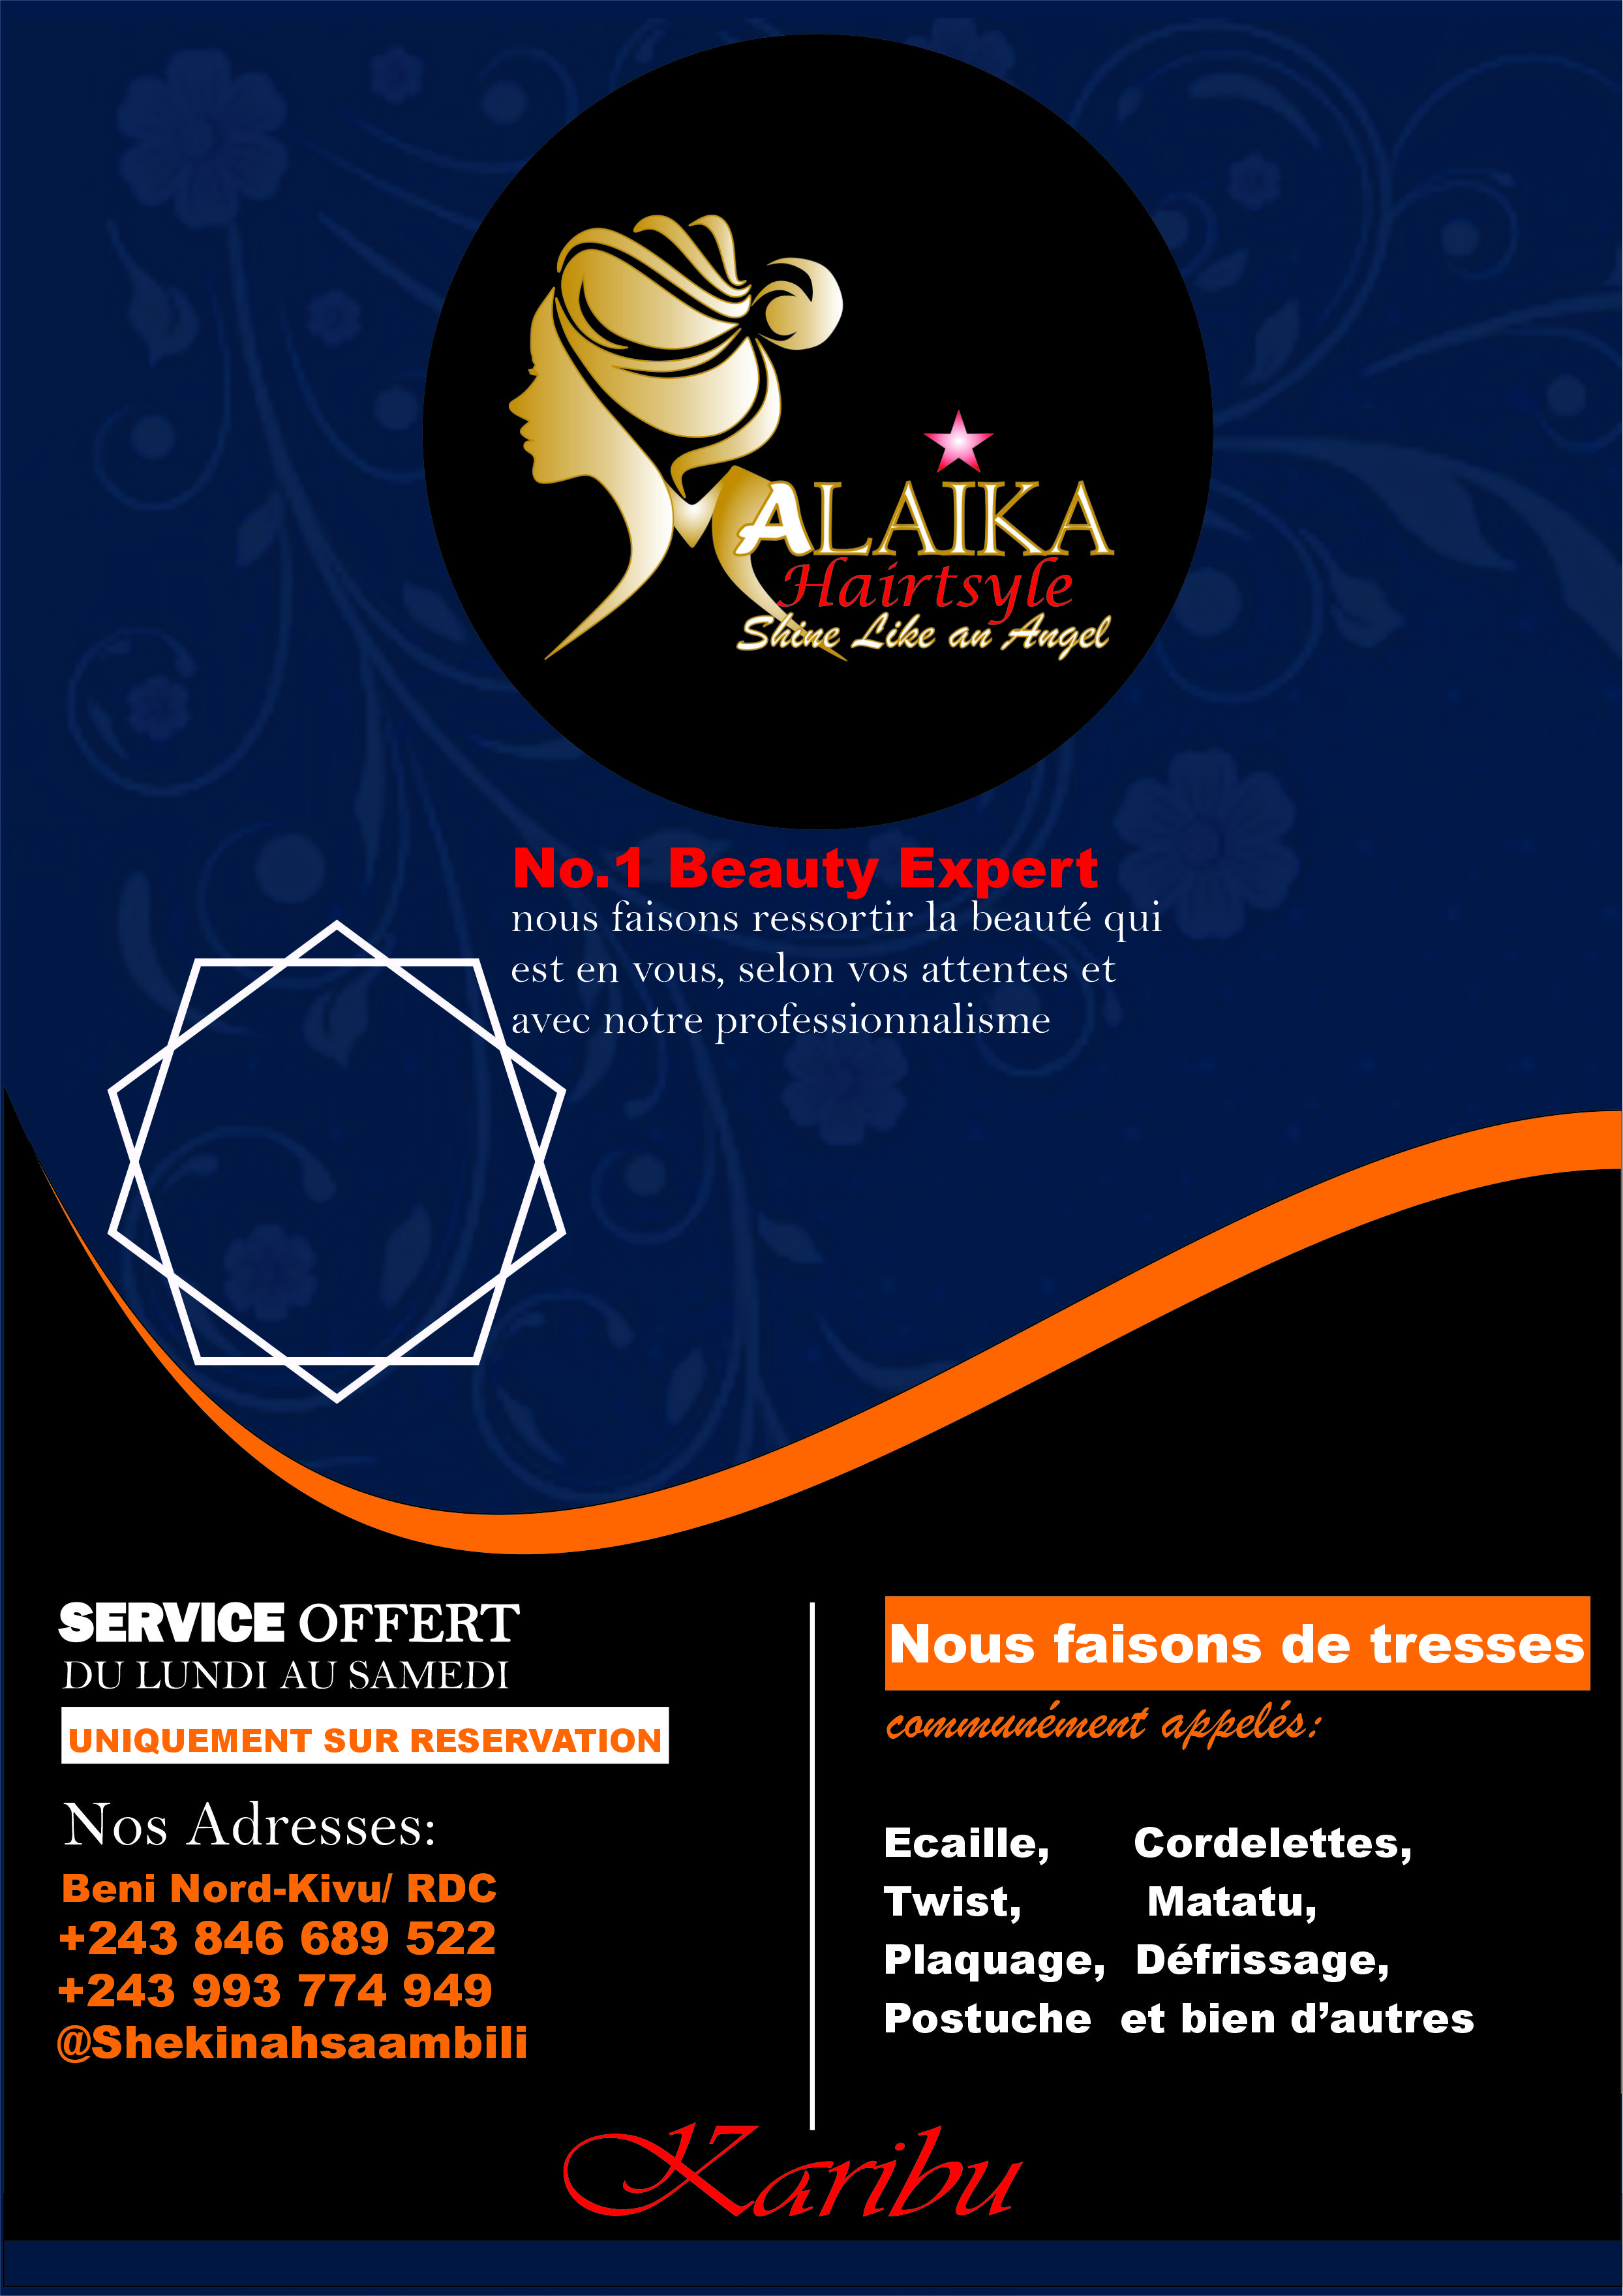 MALAIKA
Hairtsyle
Shine Like an Angel
No.1 Beauty Expert
nous faisons ressortir la beauté qui
est en vous, selon vos attentes et
avec notre professionnalisme
SERVICE OFFERT
DU LUNDI AU SAMEDI
UNIQUEMENT SUR RESERVATION
Nos Adresses:
Beni Nord-Kivu/ RDC
+243 846 689 522
+243 993 774 949
@Shekinahsaambili
Nous faisons de tresses
communément appelés:
Ecaille, Cordelettes,
Twist, Matatu,
Plaquage, Défrissage,
Postuche et bien d’autres
Karibu